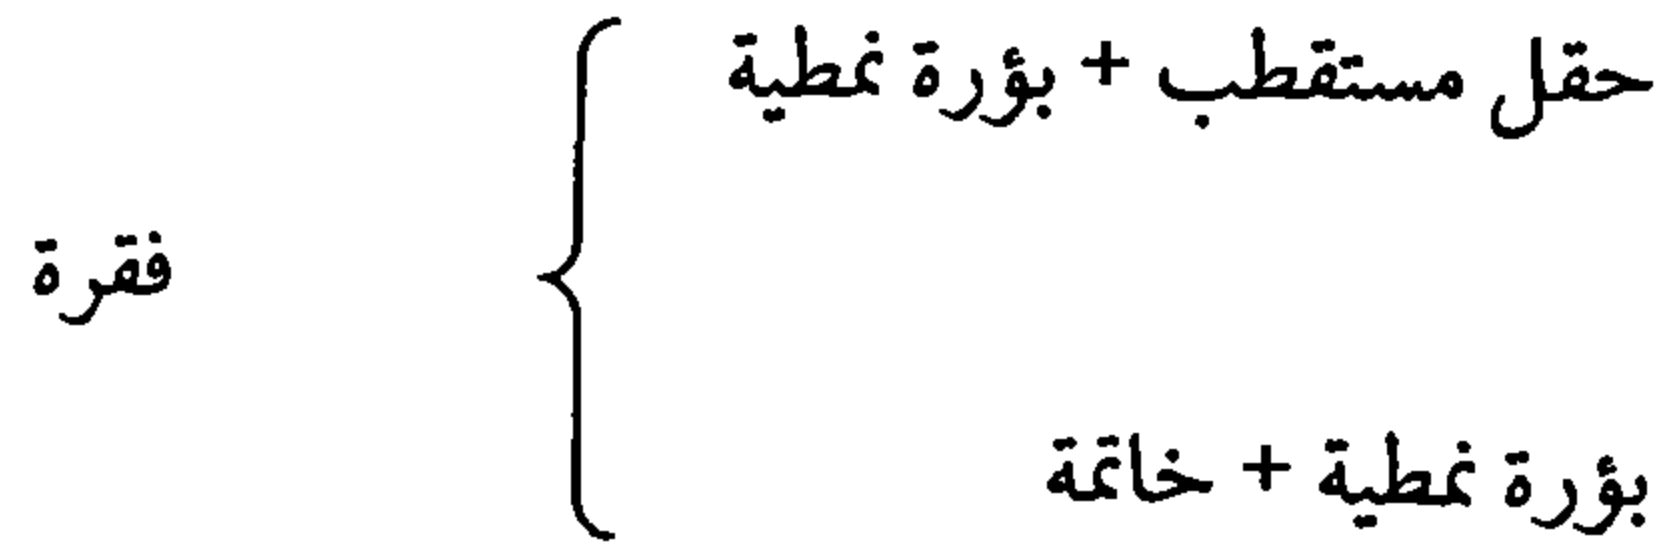 حقل مستقطب + بؤرة نمطية
فقرة
بؤرة نمطية + خاتمة